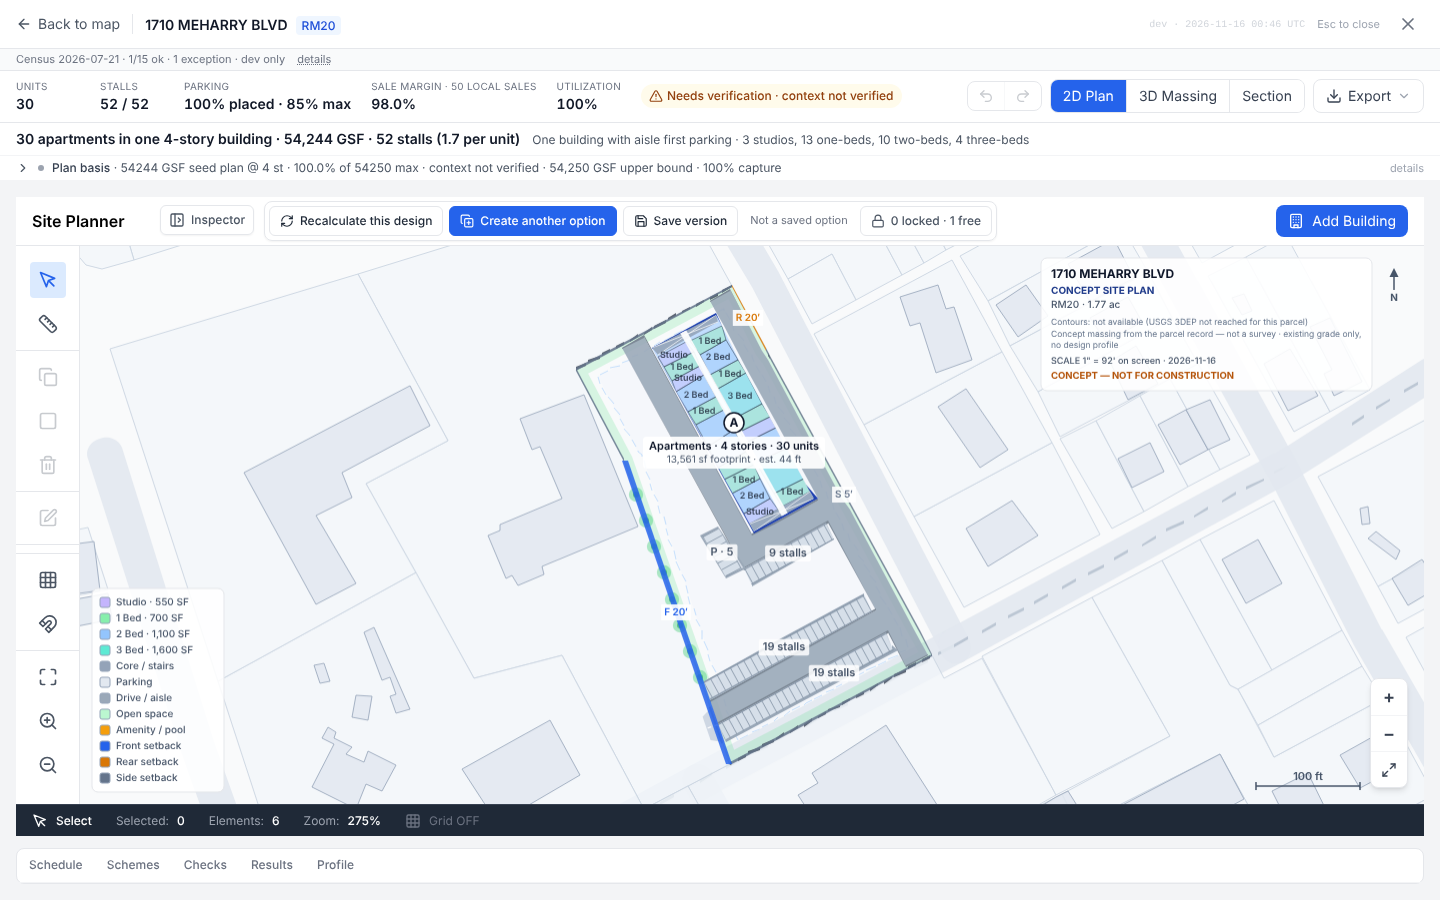 Back to map
1710 MEHARRY BLVD
RM20
dev · 2026-11-16 00:46 UTC
Esc to close
Census 2026-07-21 · 1/15 ok · 1 exception · dev only
details
UNITS
30
STALLS
52 / 52
PARKING
100% placed · 85% max
SALE MARGIN · 50 LOCAL SALES
98.0%
UTILIZATION
100%
Needs verification · context not verified
2D Plan
3D Massing
Section
Export
30 apartments in one 4-story building · 54,244 GSF · 52 stalls (1.7 per unit)
One building with aisle first parking · 3 studios, 13 one-beds, 10 two-beds, 4 three-beds
Plan basis · 54244 GSF seed plan @ 4 st · 100.0% of 54250 max · context not verified · 54,250 GSF upper bound · 100% capture
details
Site Planner
Inspector
Recalculate this design
Create another option
Save version
Not a saved option
0 locked · 1 free
Add Building
1710 MEHARRY BLVD
CONCEPT SITE PLAN
RM20 · 1.77 ac
Contours: not available (USGS 3DEP not reached for this parcel)
Concept massing from the parcel record — not a survey · existing grade only,
no design profile
SCALE 1" = 92' on screen · 2026-11-16
CONCEPT — NOT FOR CONSTRUCTION
N
R 20'
1 Bed
Studio
2 Bed
1 Bed
1 Bed
Studio
2 Bed
3 Bed
1 Bed
A
Apartments · 4 stories · 30 units
13,561 sf footprint · est. 44 ft
1 Bed
2 Bed
1 Bed
Studio
S 5'
P · 5
9 stalls
F 20'
19 stalls
19 stalls
Studio · 550 SF
1 Bed · 700 SF
2 Bed · 1,100 SF
3 Bed · 1,600 SF
Core / stairs
Parking
Drive / aisle
Open space
Amenity / pool
Front setback
Rear setback
Side setback
100 ft
Select
Selected: 0
Elements: 6
Zoom: 275%
Grid OFF
Schedule
Schemes
Checks
Results
Profile